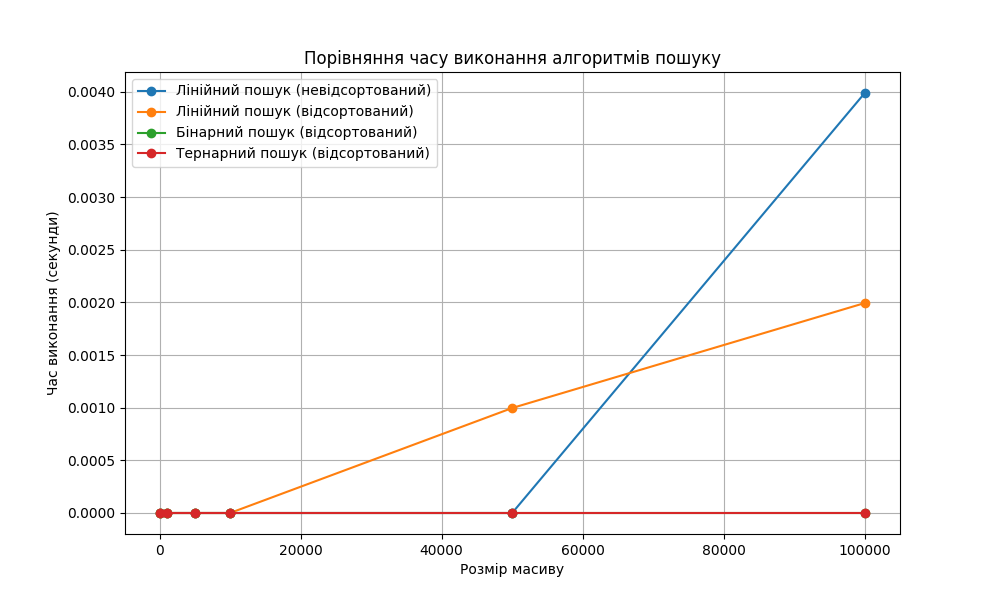 Порівняння часу виконання алгоритмів пошуку
Лінійний пошук (невідсортований)
Лінійний пошук (відсортований)
Бінарний пошук (відсортований)
Тернарний пошук (відсортований)
Час виконання (секунди)
0.0040
0.0035
0.0030
0.0025
0.0020
0.0015
0.0010
0.0005
0.0000
0 20000 40000 60000 80000 100000
Розмір масиву